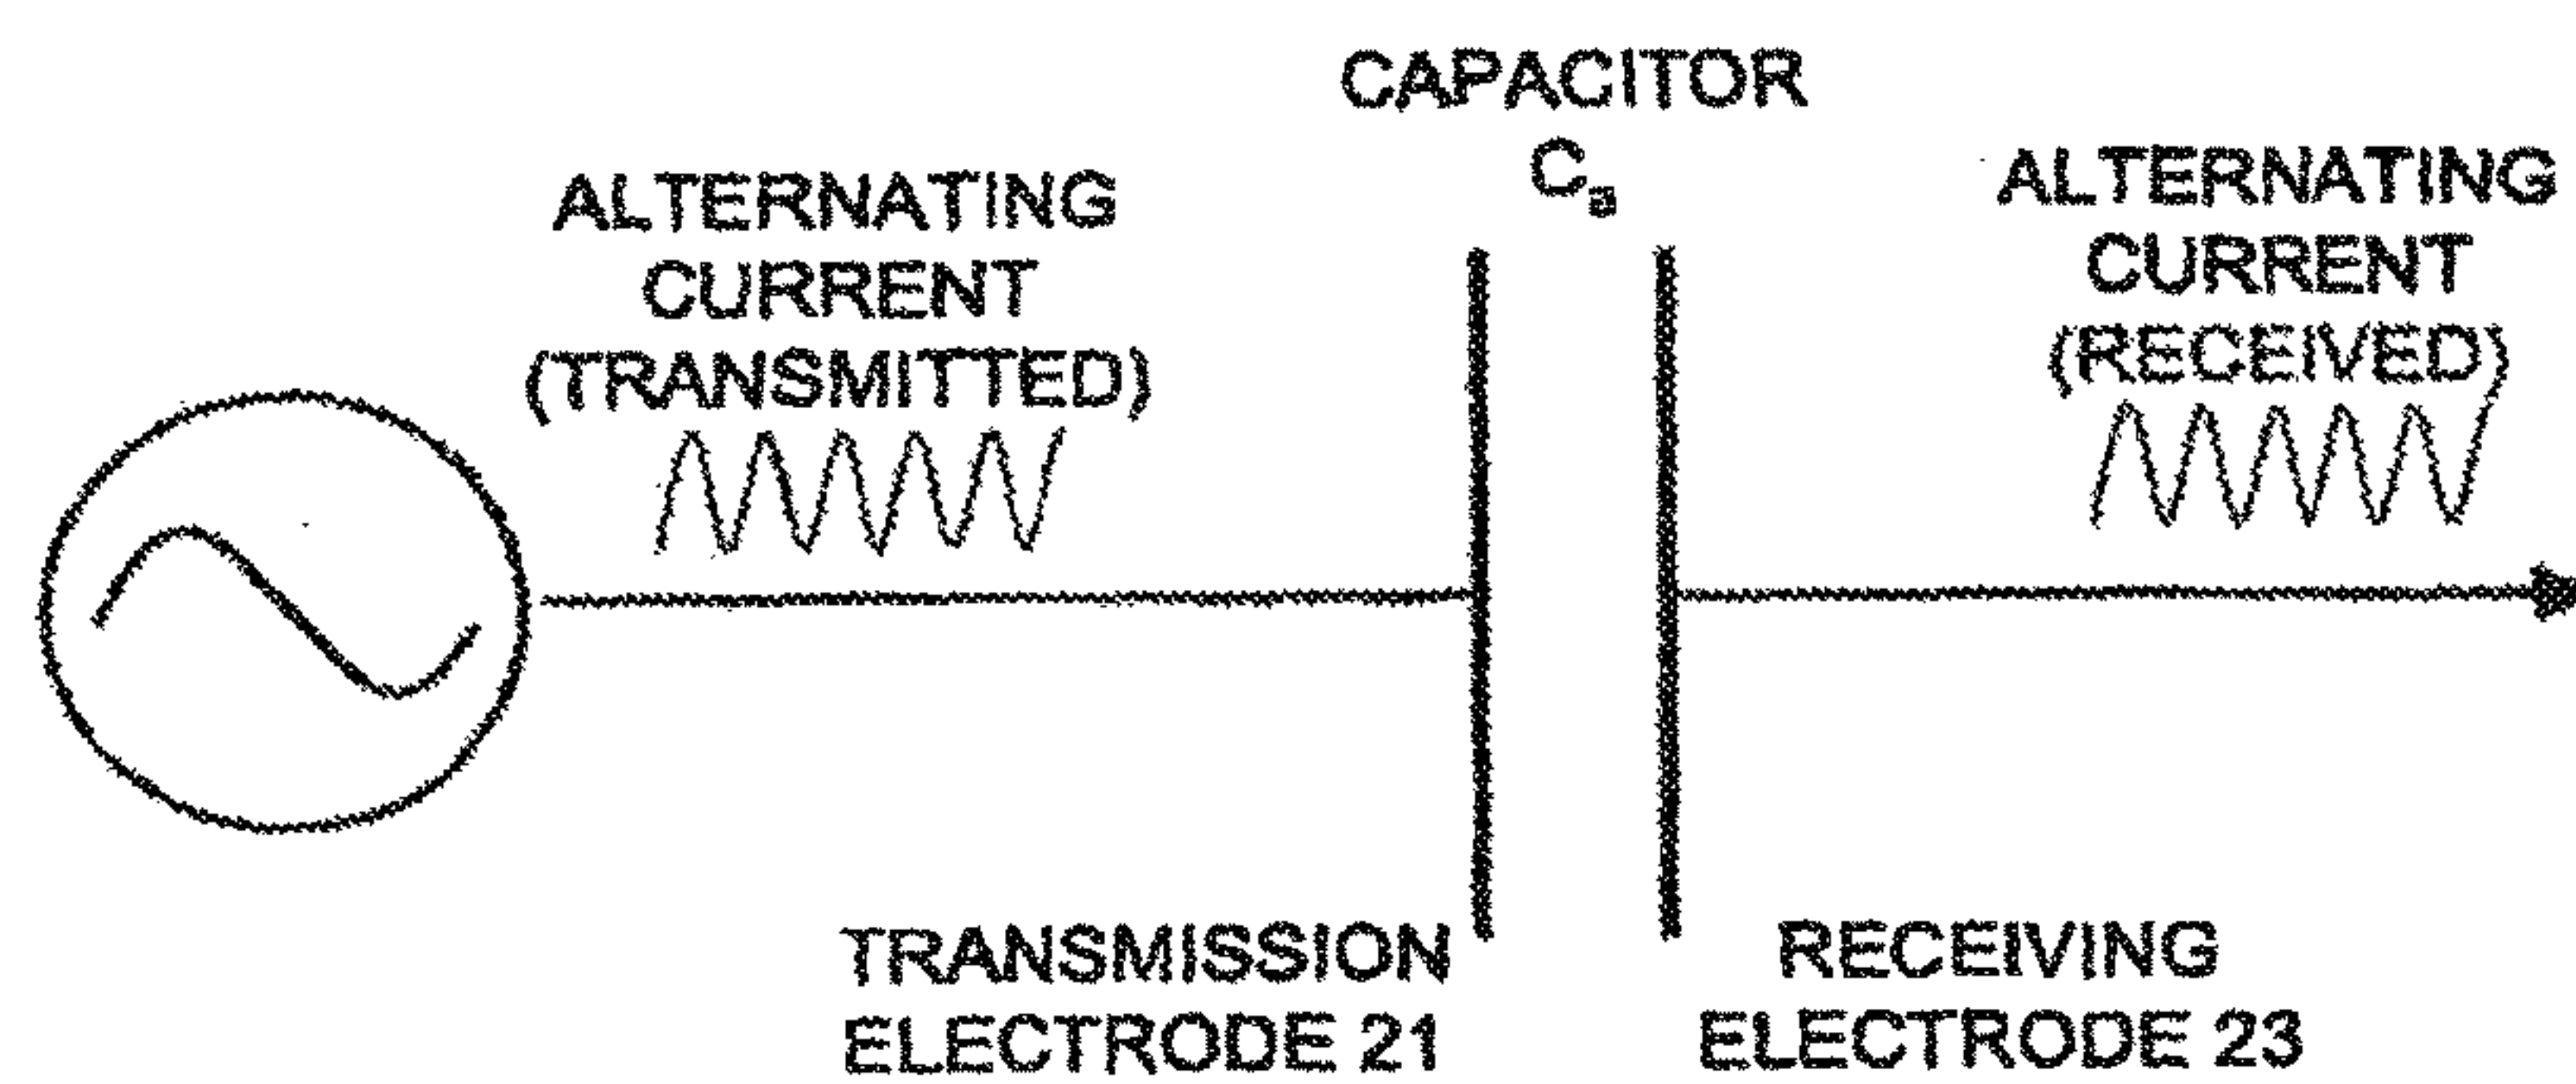 CAPACITOR
Ca
ALTERNATING
CURRENT
(TRANSMITTED)
ALTERNATING
CURRENT
(RECEIVED)
TRANSMISSION
ELECTRODE 21
RECEIVING
ELECTRODE 23